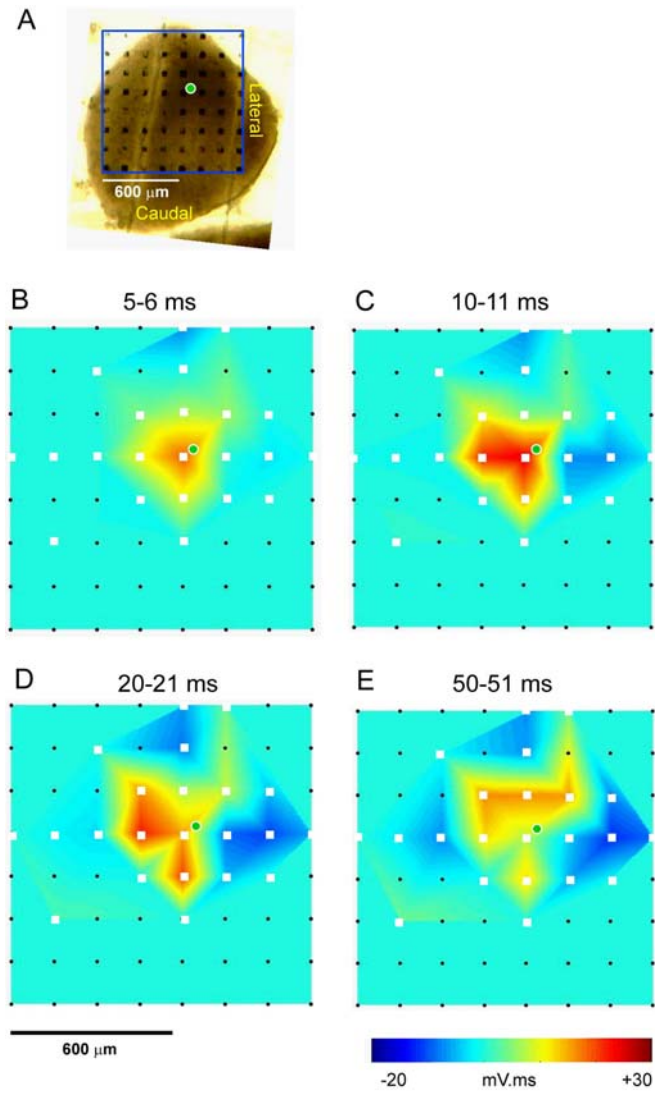 A
Lateral
600 μm
Caudal
B
5-6 ms
C
10-11 ms
D
20-21 ms
E
50-51 ms
600 μm
-20
mV.ms
+30